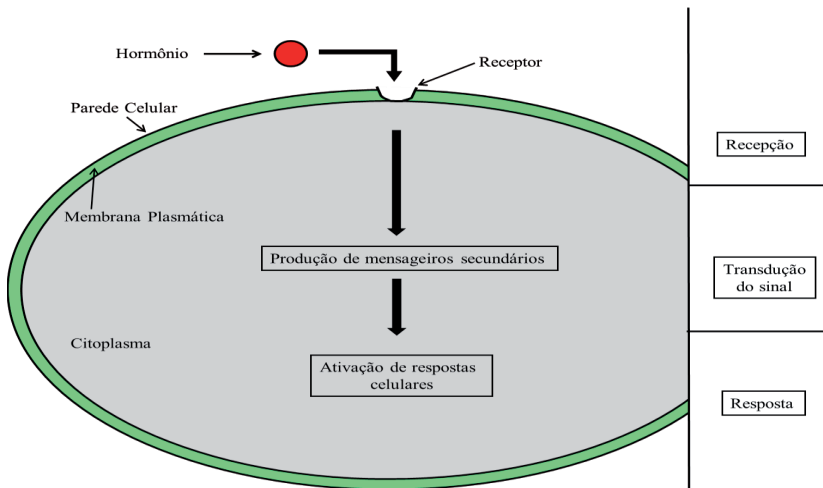 Hormônio
Receptor
Parede Celular
Recepção
Membrana Plasmática
Produção de mensageiros secundários
Transdução
do sinal
Citoplasma
Ativação de respostas
celulares
Resposta